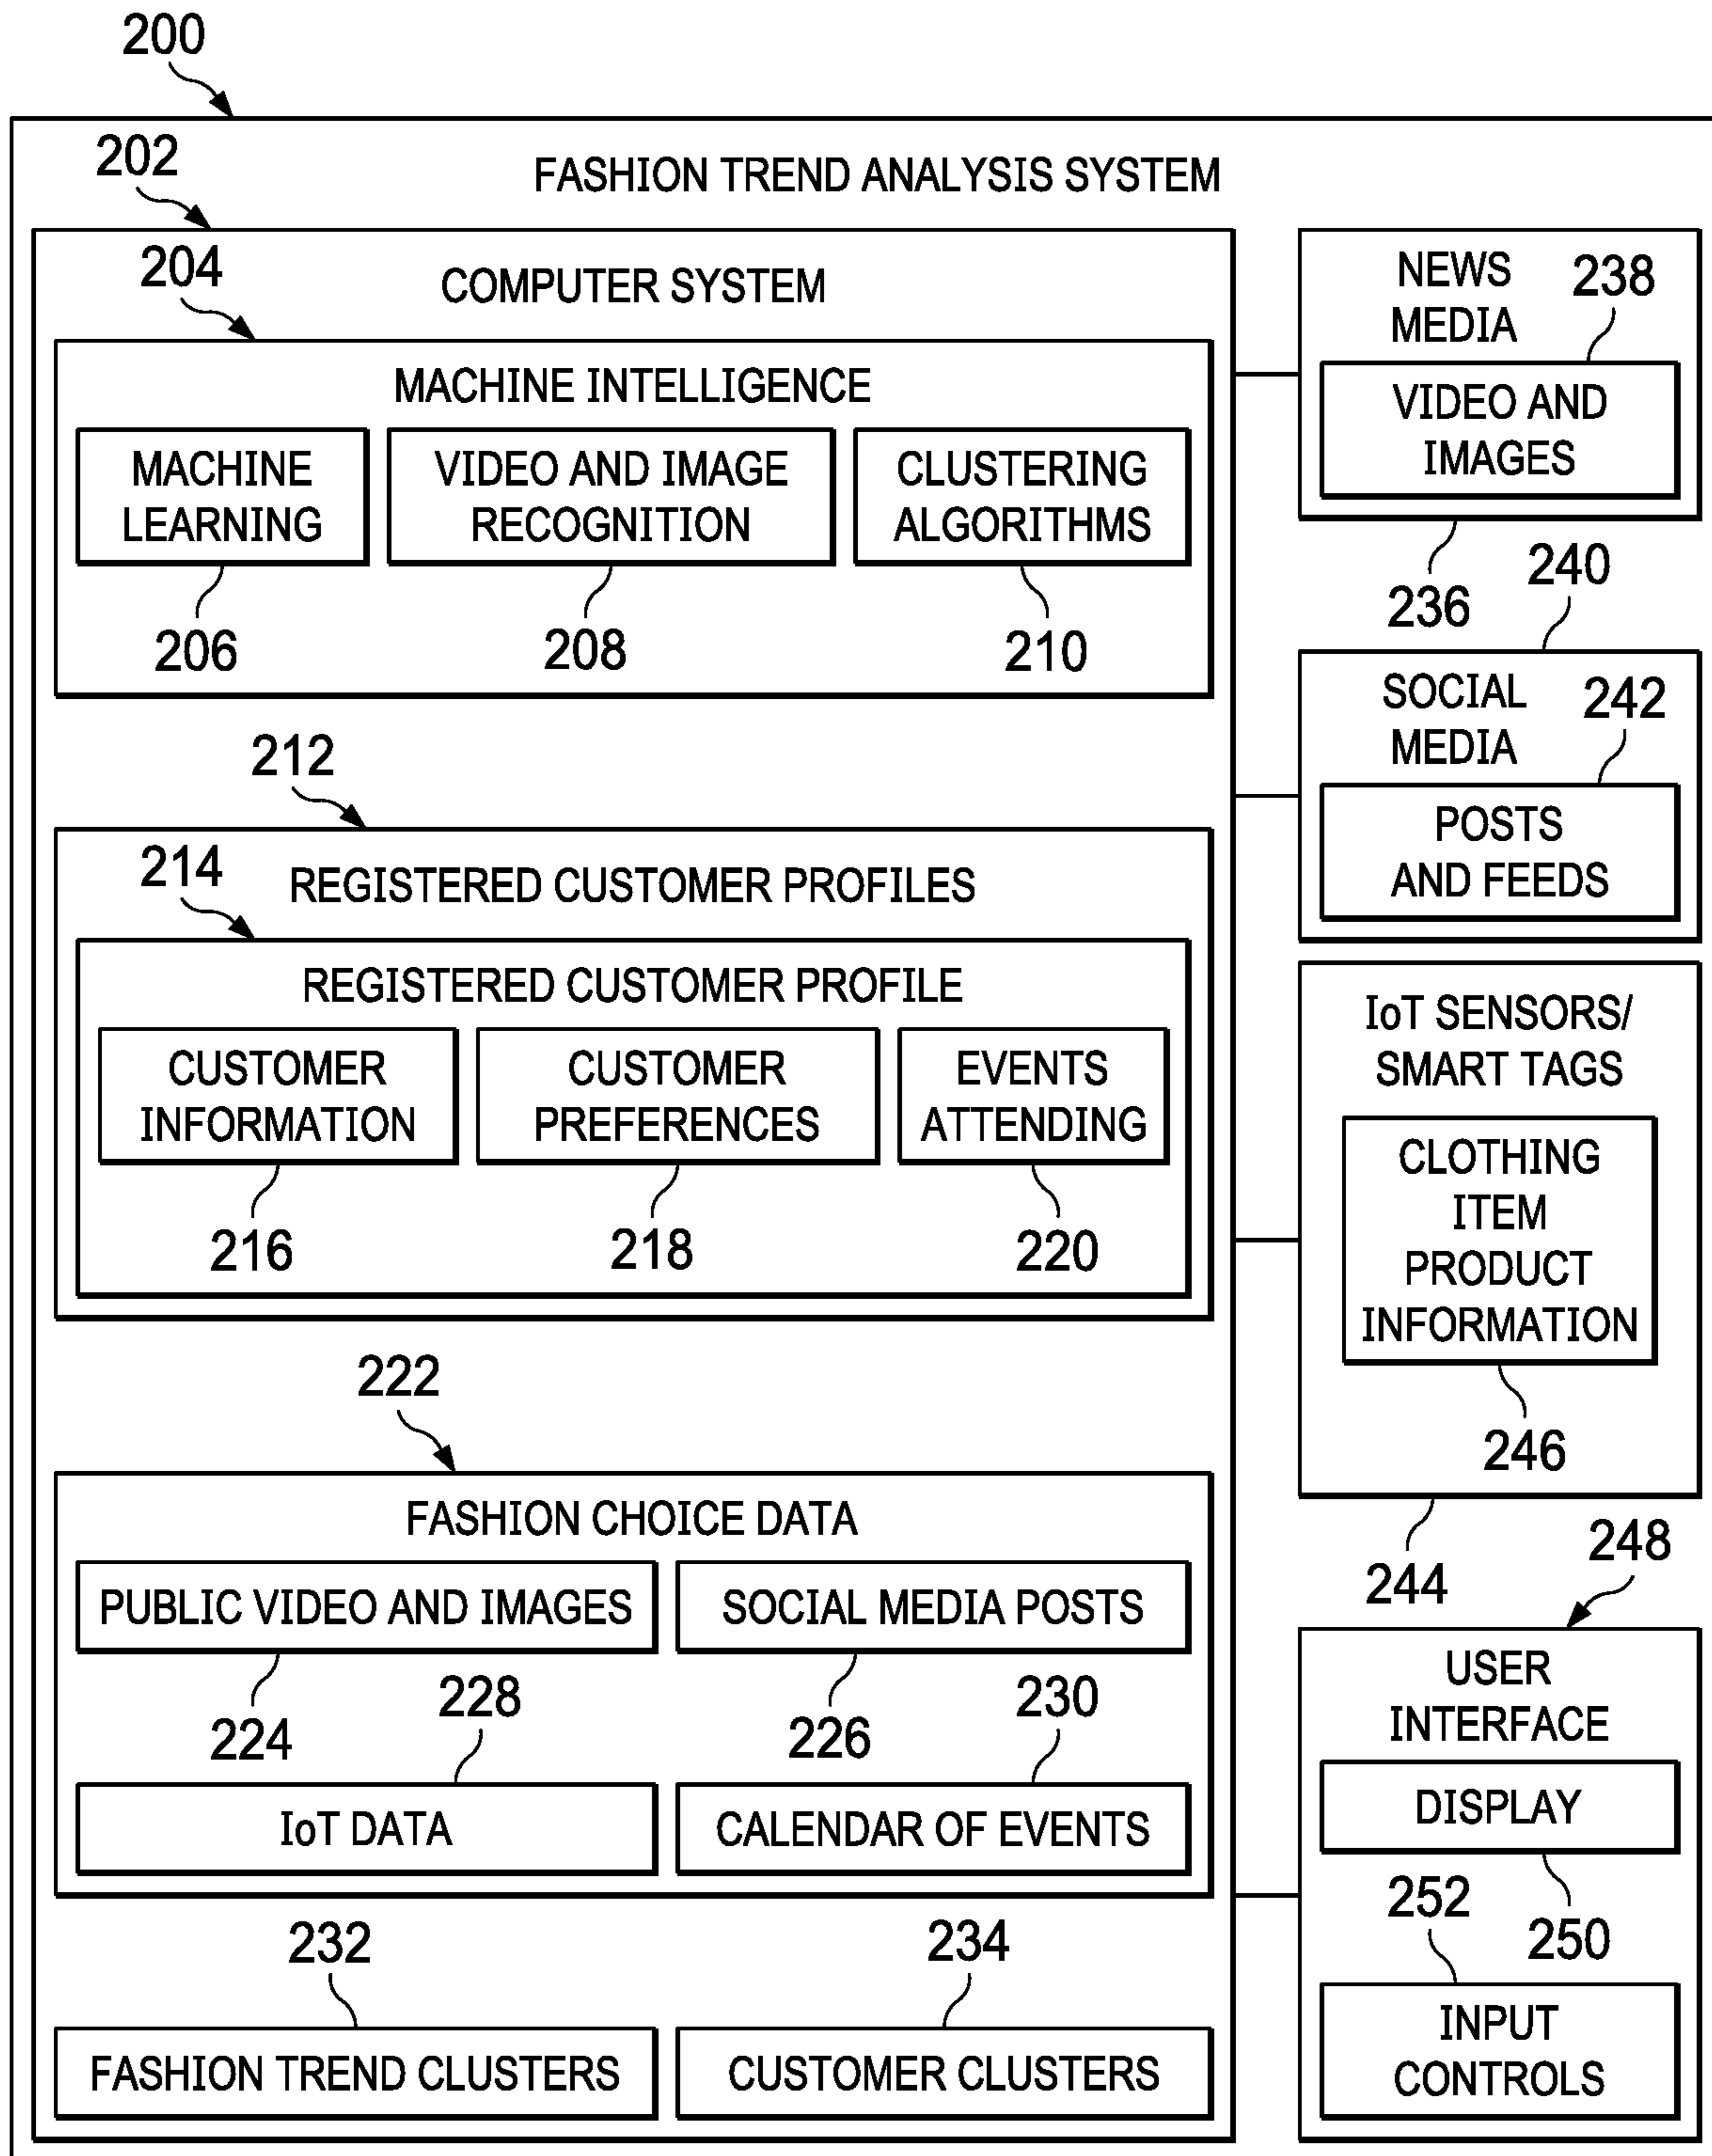 200
FASHION TREND ANALYSIS SYSTEM
202
COMPUTER SYSTEM
204
MACHINE INTELLIGENCE
MACHINE
LEARNING
206
VIDEO AND IMAGE
RECOGNITION
208
CLUSTERING
ALGORITHMS
210
212
REGISTERED CUSTOMER PROFILES
214
REGISTERED CUSTOMER PROFILE
CUSTOMER
INFORMATION
216
CUSTOMER
PREFERENCES
218
EVENTS
ATTENDING
220
222
FASHION CHOICE DATA
PUBLIC VIDEO AND IMAGES
224
SOCIAL MEDIA POSTS
226
228
IoT DATA
230
CALENDAR OF EVENTS
232
FASHION TREND CLUSTERS
234
CUSTOMER CLUSTERS
NEWS
MEDIA
238
VIDEO AND
IMAGES
236
240
SOCIAL
MEDIA
242
POSTS
AND FEEDS
IoT SENSORS/
SMART TAGS
CLOTHING
ITEM
PRODUCT
INFORMATION
246
244
248
USER
INTERFACE
DISPLAY
250
252
INPUT
CONTROLS